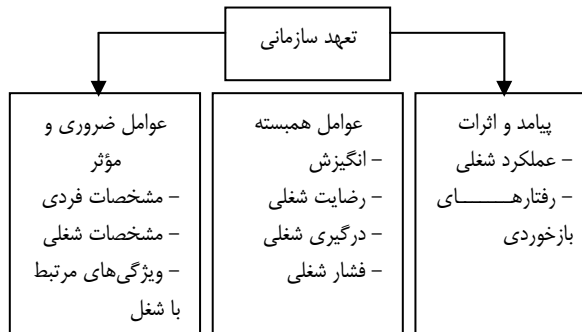 تعهد سازمانی
پیامد و اثرات
- عملکرد شغلی
- رفتارهـــــــای
بازخوردی
عوامل همبسته
- انگیزش
- رضایت شغلی
- درگیری شغلی
- فشار شغلی
عوامل ضروری و
مؤثر
- مشخصات فردی
- مشخصات شغلی
- ویژگی‌های مرتبط
با شغل